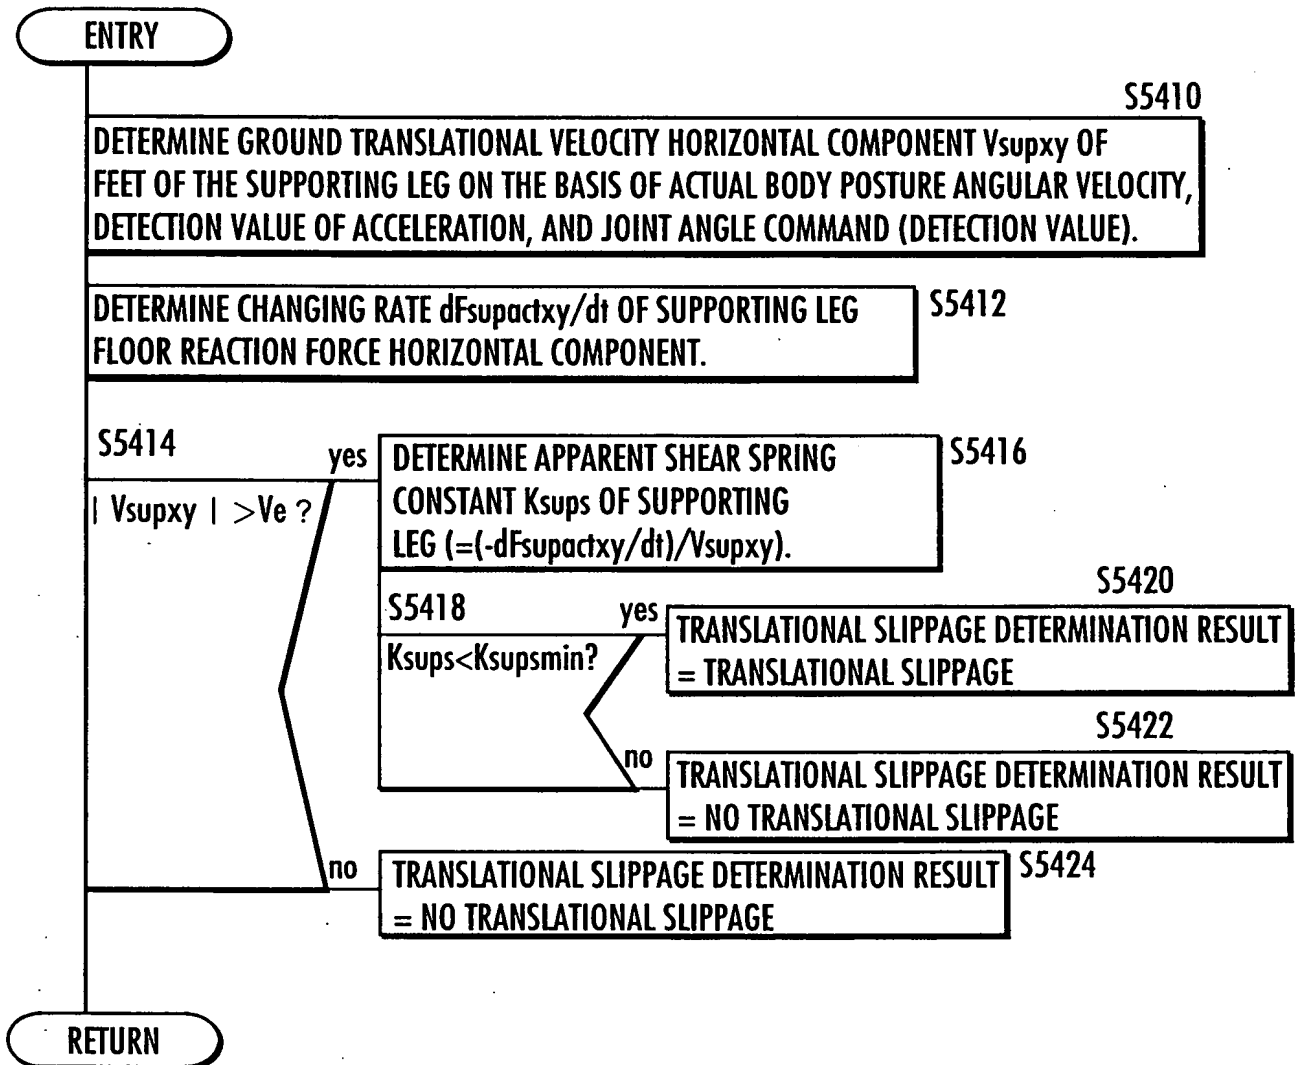 ENTRY
S5410
DETERMINE GROUND TRANSLATIONAL VELOCITY HORIZONTAL COMPONENT Vsupxy OF
FEET OF THE SUPPORTING LEG ON THE BASIS OF ACTUAL BODY POSTURE ANGULAR VELOCITY,
DETECTION VALUE OF ACCELERATION, AND JOINT ANGLE COMMAND (DETECTION VALUE).
S5412
DETERMINE CHANGING RATE dFsupactxy/dt OF SUPPORTING LEG
FLOOR REACTION FORCE HORIZONTAL COMPONENT.
S5414
| Vsupxy | >Ve ?
yes
S5416
DETERMINE APPARENT SHEAR SPRING
CONSTANT Ksups OF SUPPORTING
LEG (=(-dFsupactxy/dt)/Vsupxy).
S5418
Ksups<Ksupsmin?
yes
S5420
TRANSLATIONAL SLIPPAGE DETERMINATION RESULT
= TRANSLATIONAL SLIPPAGE
S5422
no
TRANSLATIONAL SLIPPAGE DETERMINATION RESULT
= NO TRANSLATIONAL SLIPPAGE
no
TRANSLATIONAL SLIPPAGE DETERMINATION RESULT
= NO TRANSLATIONAL SLIPPAGE
S5424
RETURN